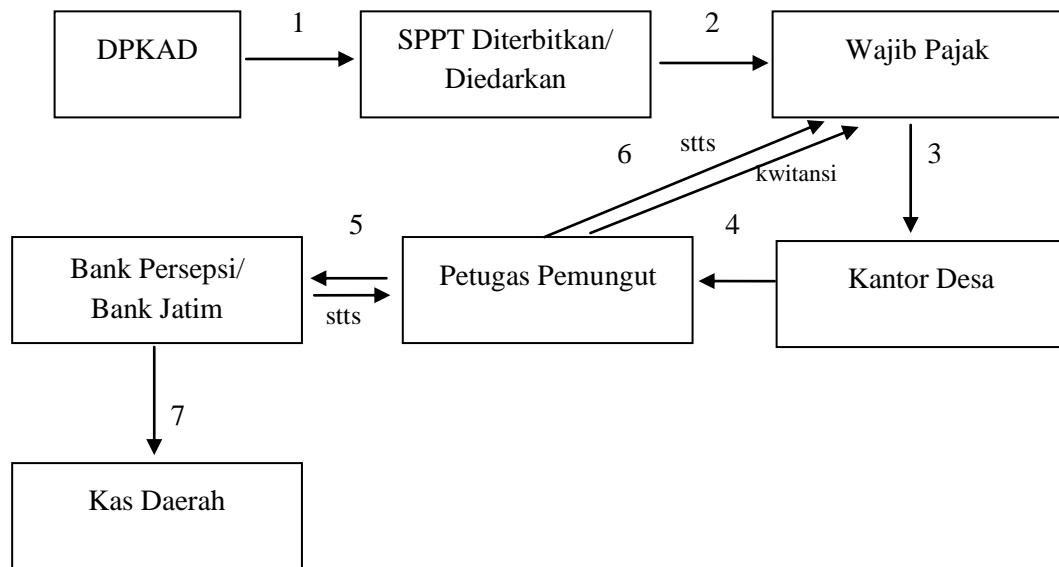 DPKAD
1
SPPT Diterbitkan/
Diedarkan
2
Wajib Pajak
6
stts
kwitansi
3
Bank Persepsi/
Bank Jatim
5
stts
Petugas Pemungut
4
Kantor Desa
7
Kas Daerah